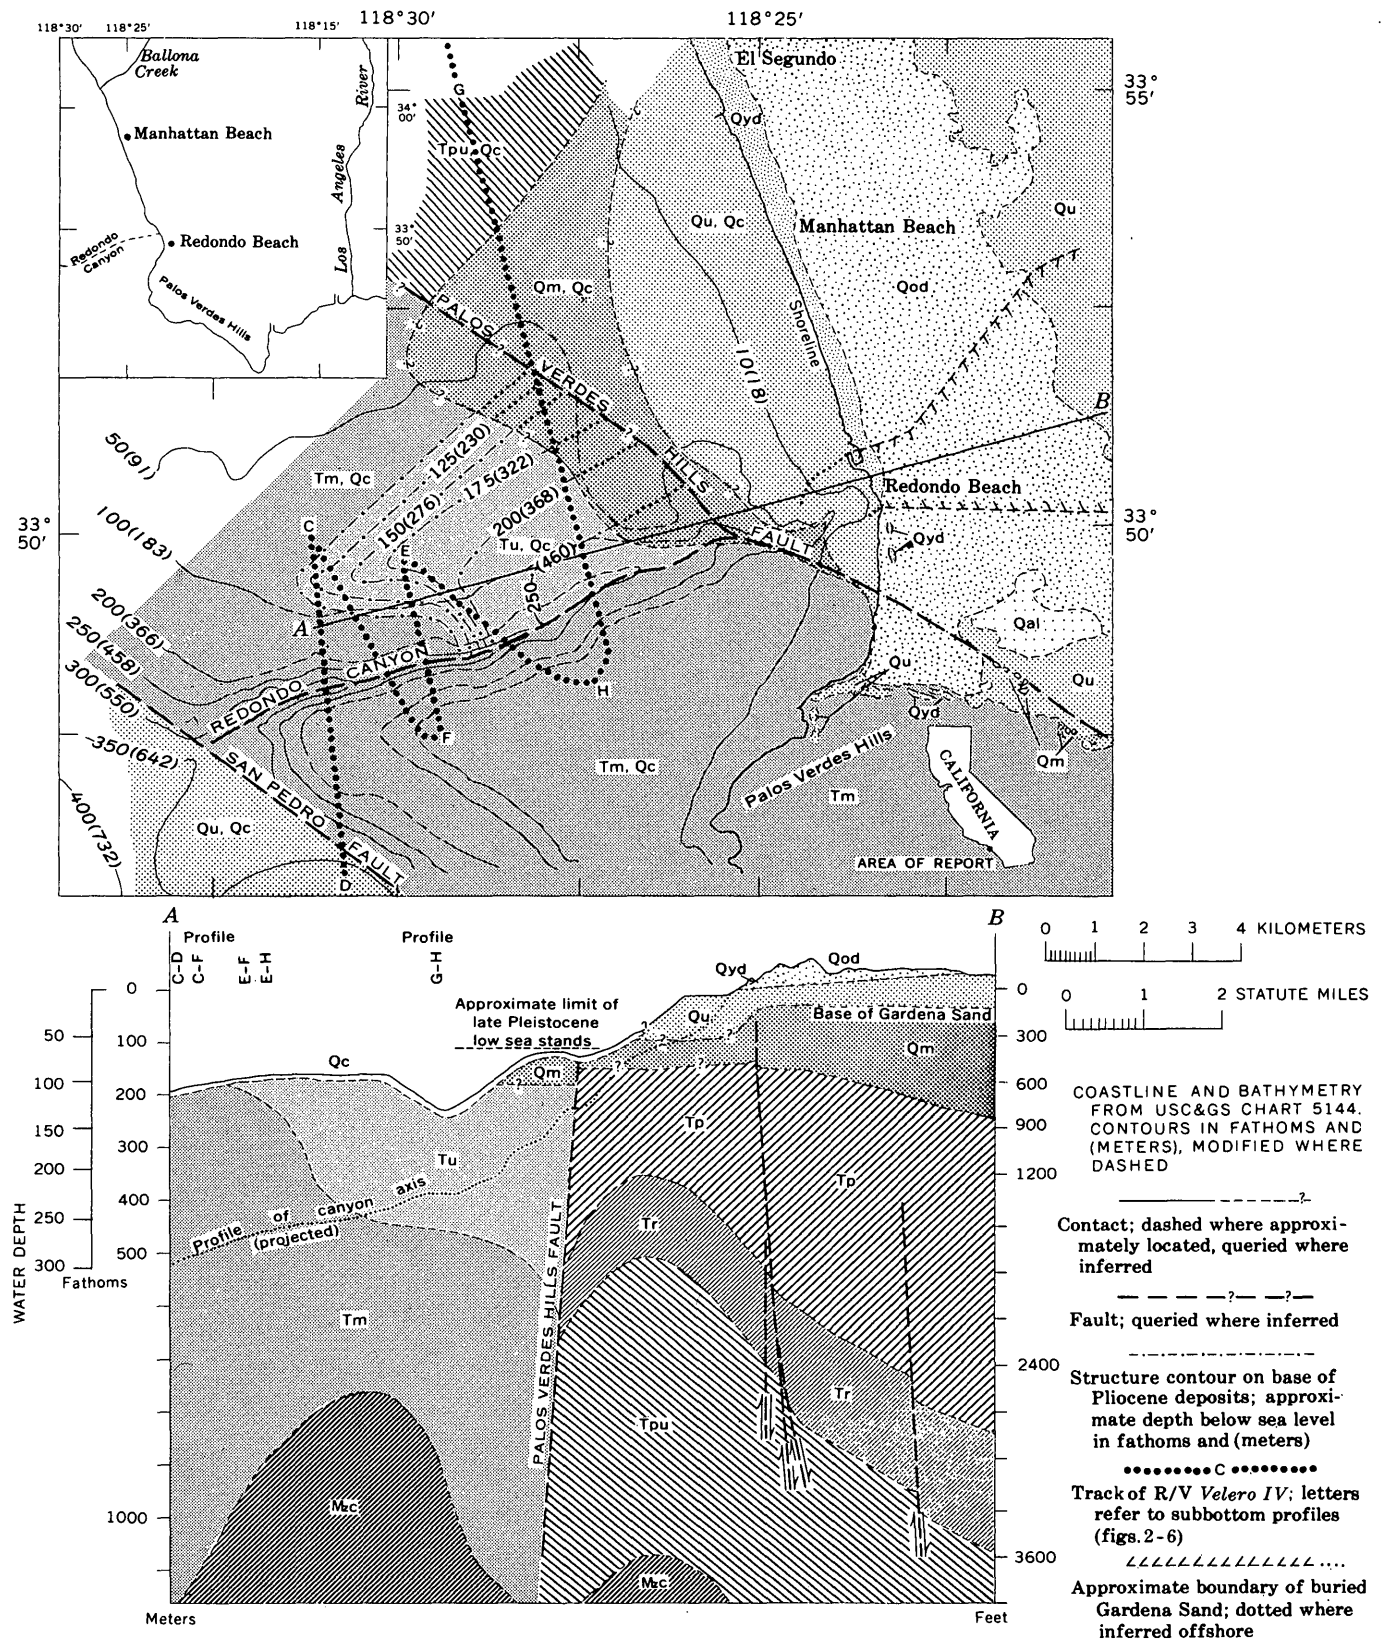 118°30' 118°25' 118°15' 118°30' 118°25'
Ballona
Creek
River
Angeles
Los
Manhattan Beach
Redondo
Canyon
Redondo Beach
Palos Verdes Hills
34°
00'
33°
50'
G
Tpu, Qc
El Segundo
Qyd
33°
55'
Qu
Qu, Qc
Manhattan Beach
Qm, Qc
Qod
Shoreline
PALOS
VERDES
HILLS
FAULT
10(18)
B
50(91)
125(230)
Tm, Qc
175(322)
150(276)
200(368)
Redondo Beach
100(183)
33°
50'
C
E
Tu, Qc
250
(460)
Qyd
33°
50'
200(366)
A
250(458)
Qal
CANYON
REDONDO
300(550)
H
Qu
Qu
Qyd
-350(642)
F
SAN PEDRO
FAULT
Tm, Qc
Palos Verdes Hills
Qm
Tm
CALIFORNIA
400(732)
Qu, Qc
D
AREA OF REPORT
A
B
Profile
C-D
C-F
E-F
E-H
Profile
G-H
Qyd
Qod
0
0
Approximate limit of
late Pleistocene
low sea stands
Qu
Base of Gardena Sand
50
100
300
Qc
Qm
Qm
100
200
600
Tp
150
300
900
Tu
200
1200
400
Tp
Profile of canyon axis
(projected)
Tr
250
500
300
Fathoms
WATER DEPTH
Tm
PALOS VERDES HILLS FAULT
2400
Tr
Tpu
Mzc
1000
3600
Mzc
Meters
Feet
0 1 2 3 4 KILOMETERS
0 1 2 STATUTE MILES
COASTLINE AND BATHYMETRY
FROM USC&GS CHART 5144.
CONTOURS IN FATHOMS AND
(METERS), MODIFIED WHERE
DASHED
?
Contact; dashed where approxi-
mately located, queried where
inferred
? ?
Fault; queried where inferred
Structure contour on base of
Pliocene deposits; approxi-
mate depth below sea level
in fathoms and (meters)
C
Track of R/V Velero IV; letters
refer to subbottom profiles
(figs.2-6)
Approximate boundary of buried
Gardena Sand; dotted where
inferred offshore